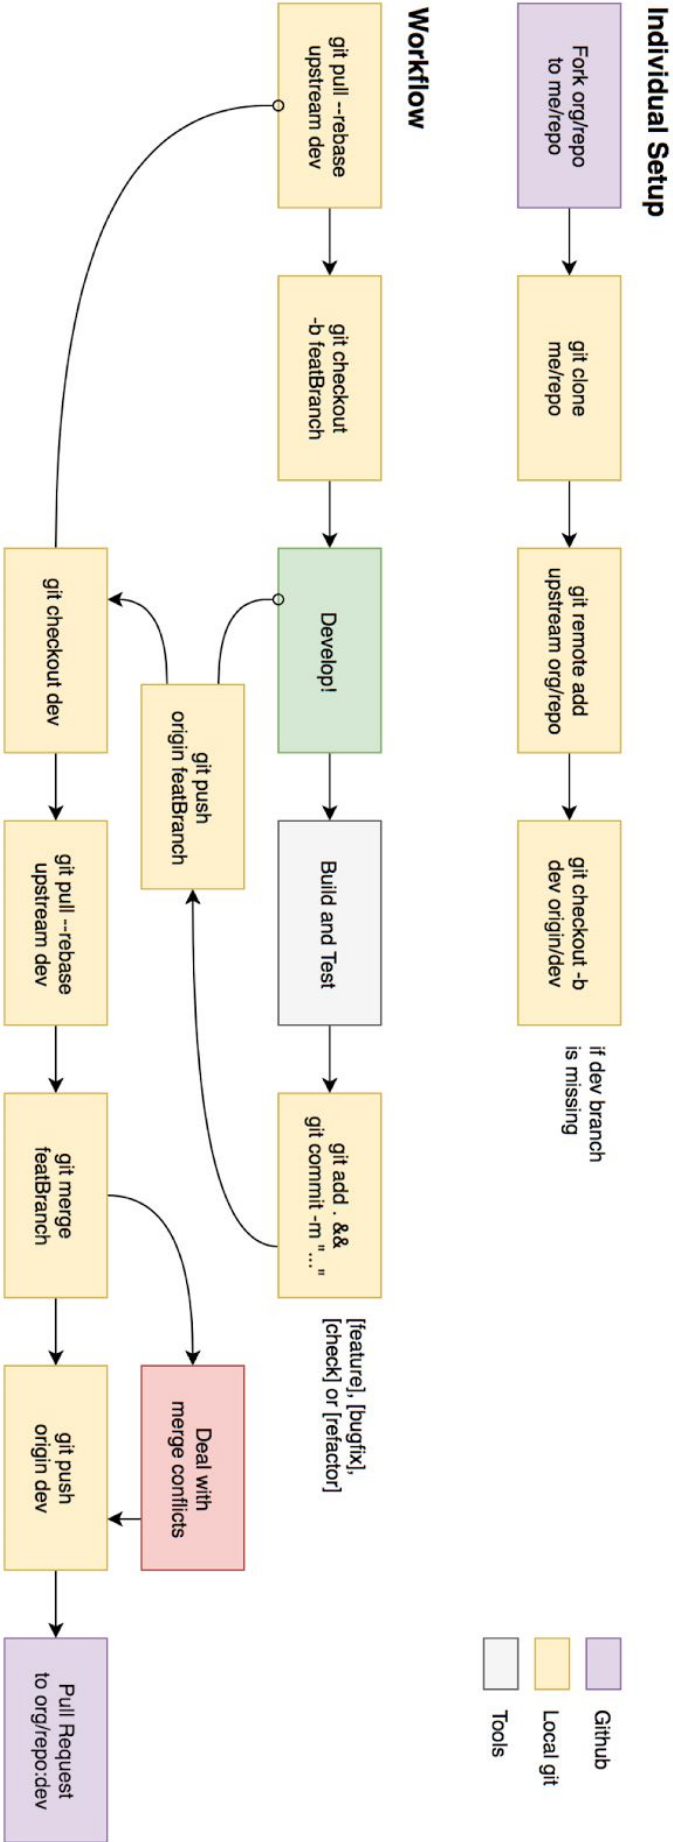 Individual Setup
Fork org/repo
to me/repo
git clone
me/repo
git remote add
upstream org/repo
git checkout -b
dev origin/dev
if dev branch
is missing
Github
Local git
Tools
Workflow
git pull --rebase
upstream dev
git checkout
-b featBranch
Develop!
Build and Test
git add . &&
git commit -m "..."
[feature], [bugfix],
[check] or [refactor]
git push
origin featBranch
Deal with
merge conflicts
git checkout dev
git pull --rebase
upstream dev
git merge
featBranch
git push
origin dev
Pull Request
to org/repo:dev